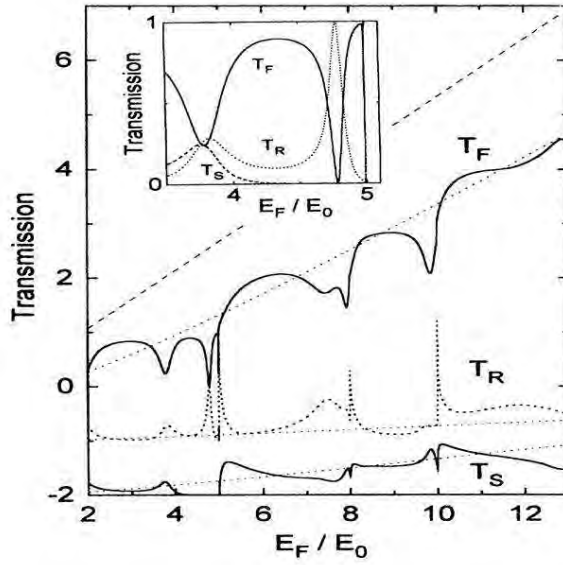 6
4
2
0
-2
Transmission
2
4
6
8
10
12
E_F / E_0
T_F
T_R
T_S
1
0
Transmission
T_F
T_R
T_S
4
5
E_F / E_0